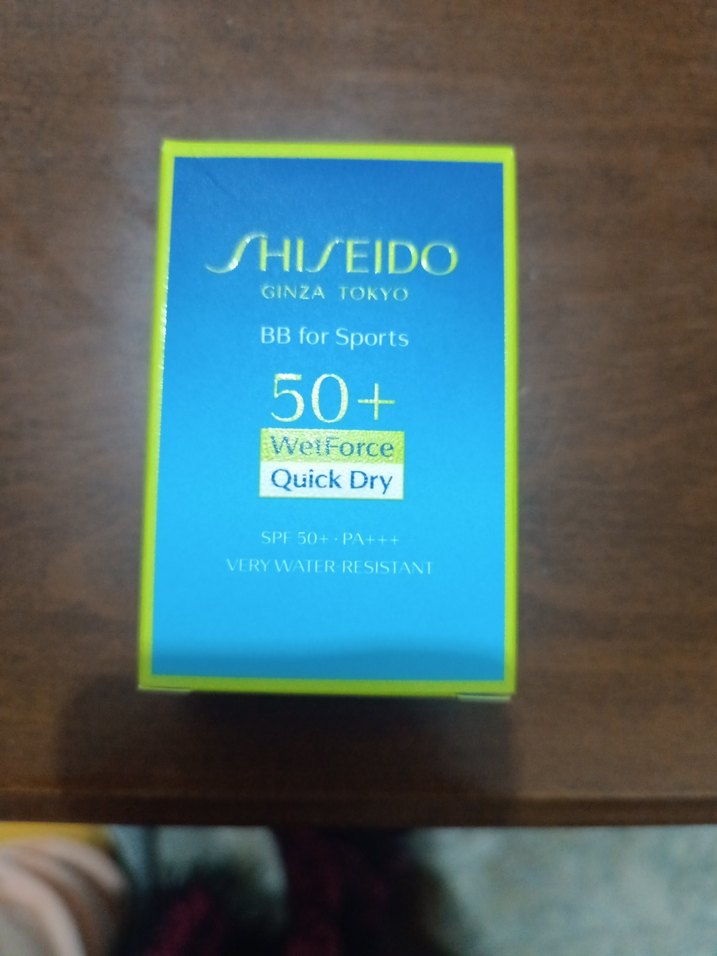 SHISEIDO
GINZA TOKYO
BB for Sports
50+
WetForce
Quick Dry
SPF 50+・PA+++
VERY WATER-RESISTANT